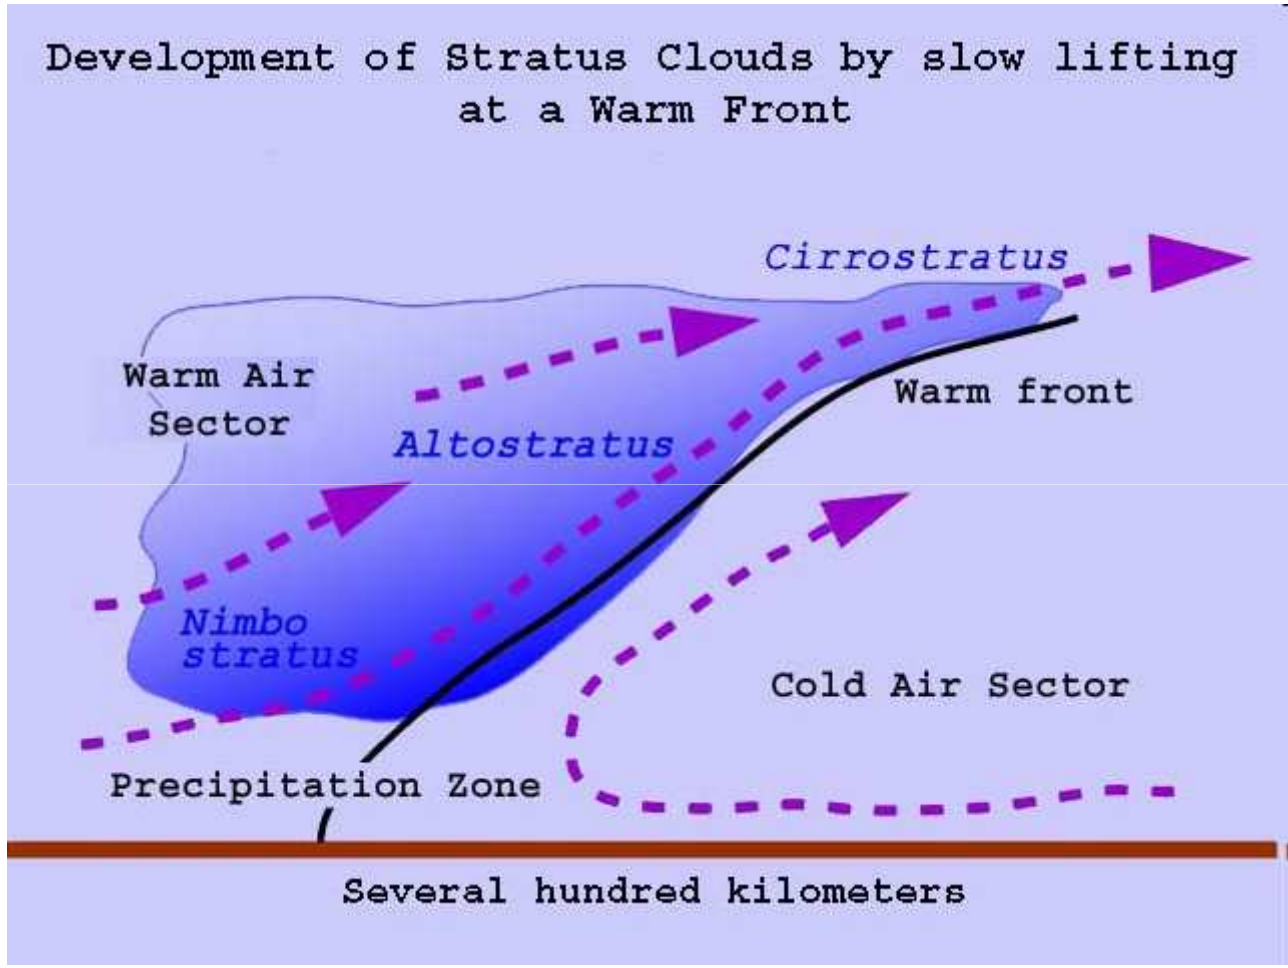 Development of Stratus Clouds by slow lifting
at a Warm Front
Cirrostratus
Warm Air
Sector
Warm front
Altostratus
Nimbo
stratus
Cold Air Sector
Precipitation Zone
Several hundred kilometers